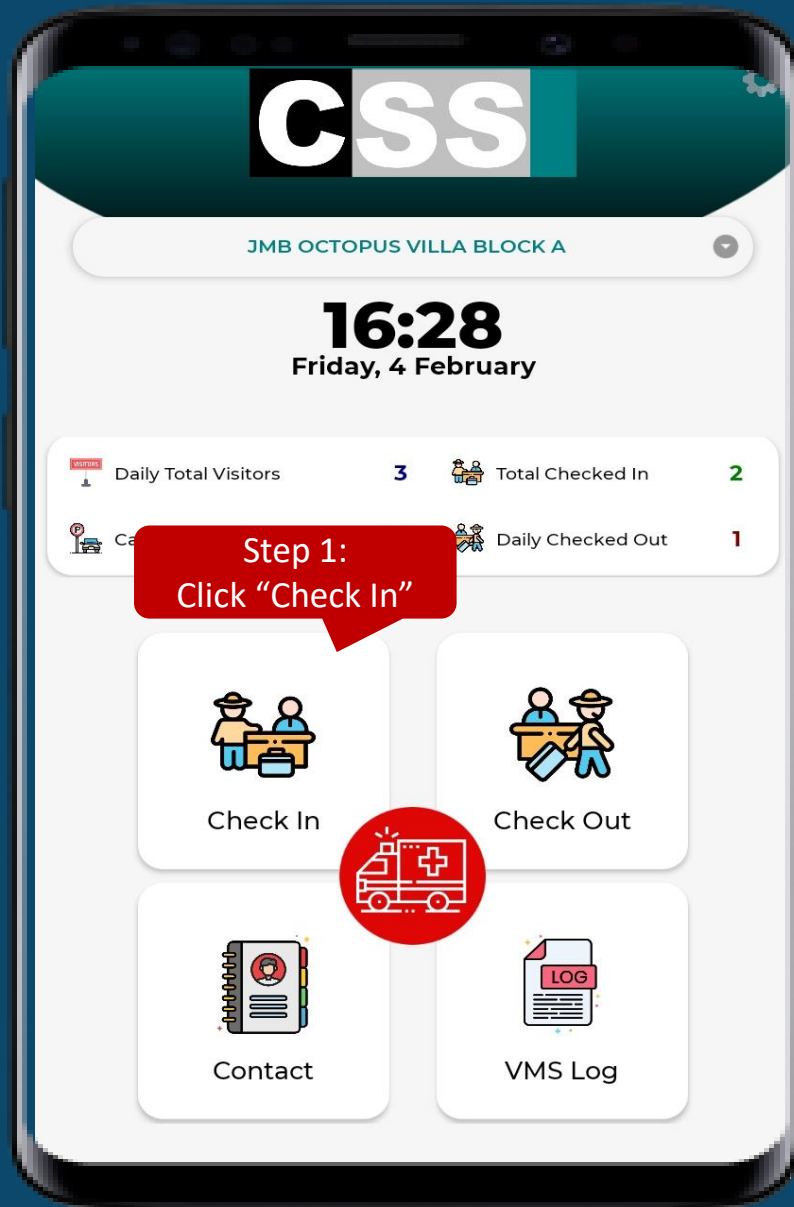 CSS
JMB OCTOPUS VILLA BLOCK A
16:28
Friday, 4 February
VISITORS
Daily Total Visitors 3
Total Checked In 2
P
Daily Checked Out 1
Step 1:
Click “Check In”
Check In
Check Out
LOG
Contact
VMS Log